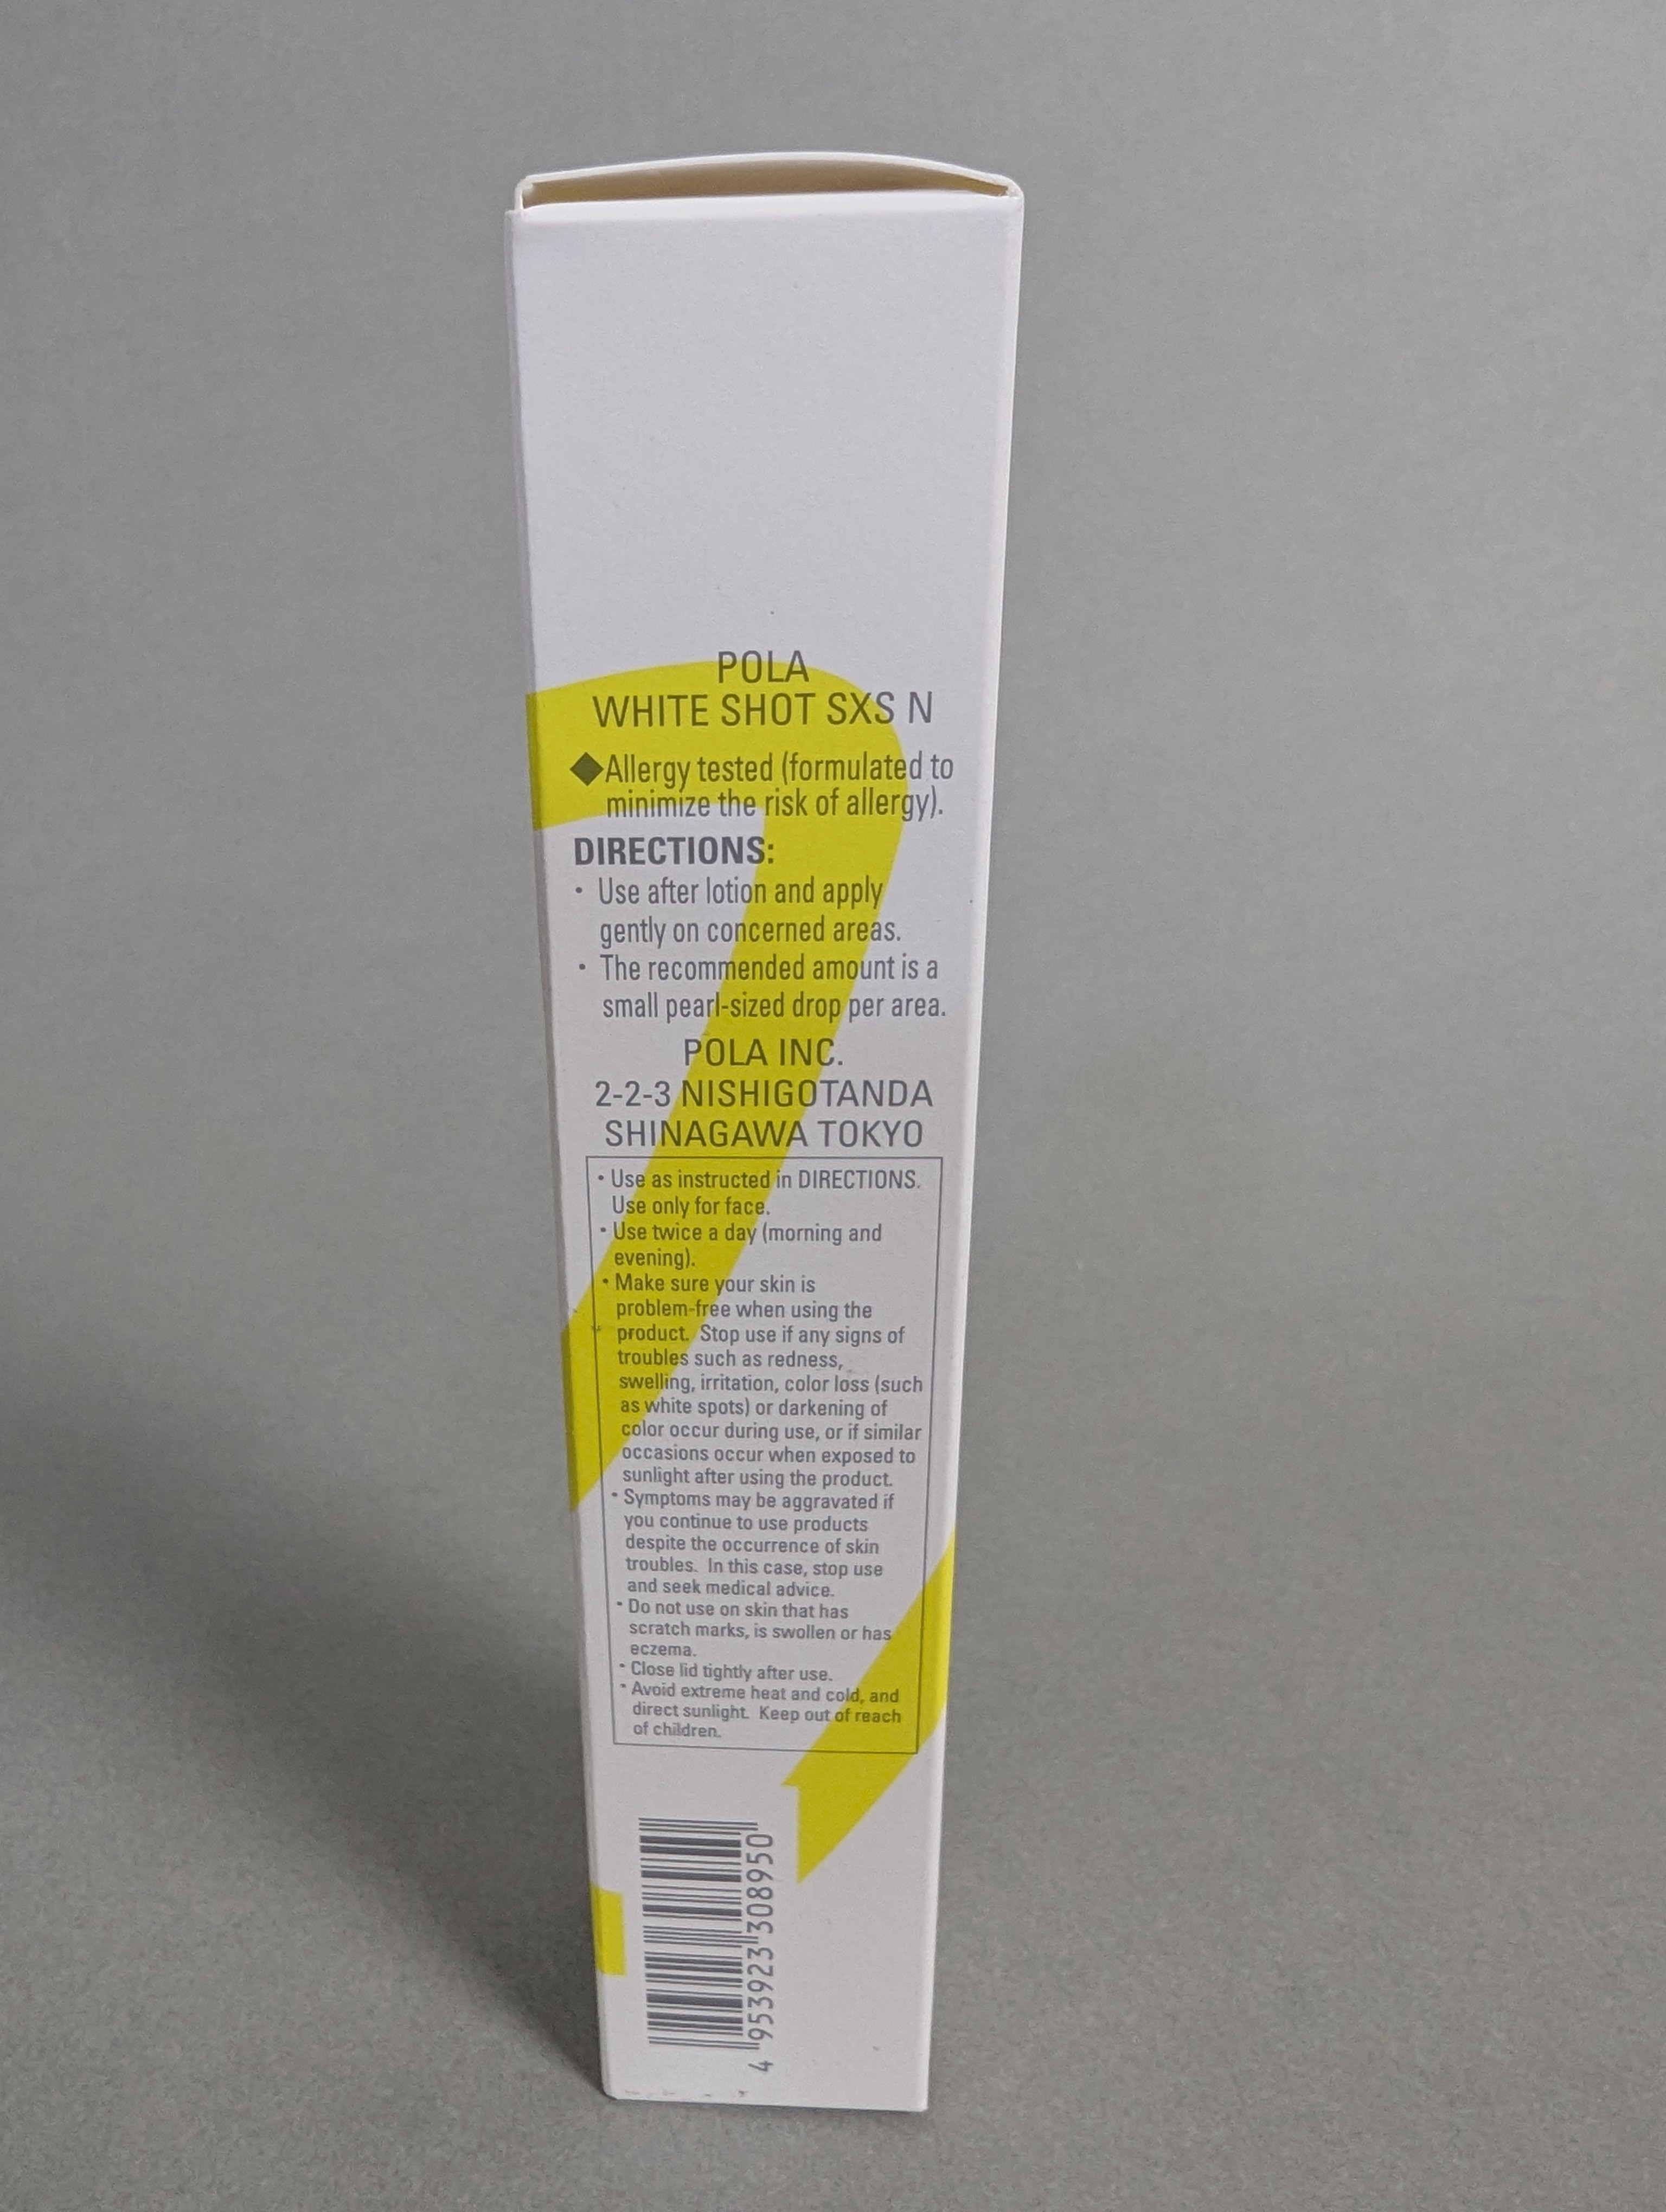 POLA
WHITE SHOT SXS N
◆Allergy tested (formulated to
minimize the risk of allergy).
DIRECTIONS:
・ Use after lotion and apply
gently on concerned areas.
・ The recommended amount is a
small pearl-sized drop per area.
POLA INC.
2-2-3 NISHIGOTANDA
SHINAGAWA TOKYO
・Use as instructed in DIRECTIONS.
Use only for face.
・Use twice a day (morning and
evening).
・Make sure your skin is
problem-free when using the
product. Stop use if any signs of
troubles such as redness,
swelling, irritation, color loss (such
as white spots) or darkening of
color occur during use, or if similar
occasions occur when exposed to
sunlight after using the product.
・Symptoms may be aggravated if
you continue to use products
despite the occurrence of skin
troubles. In this case, stop use
and seek medical advice.
・Do not use on skin that has
scratch marks, is swollen or has
eczema.
・Close lid tightly after use.
・Avoid extreme heat and cold, and
direct sunlight. Keep out of reach
of children.
4 953923 308950